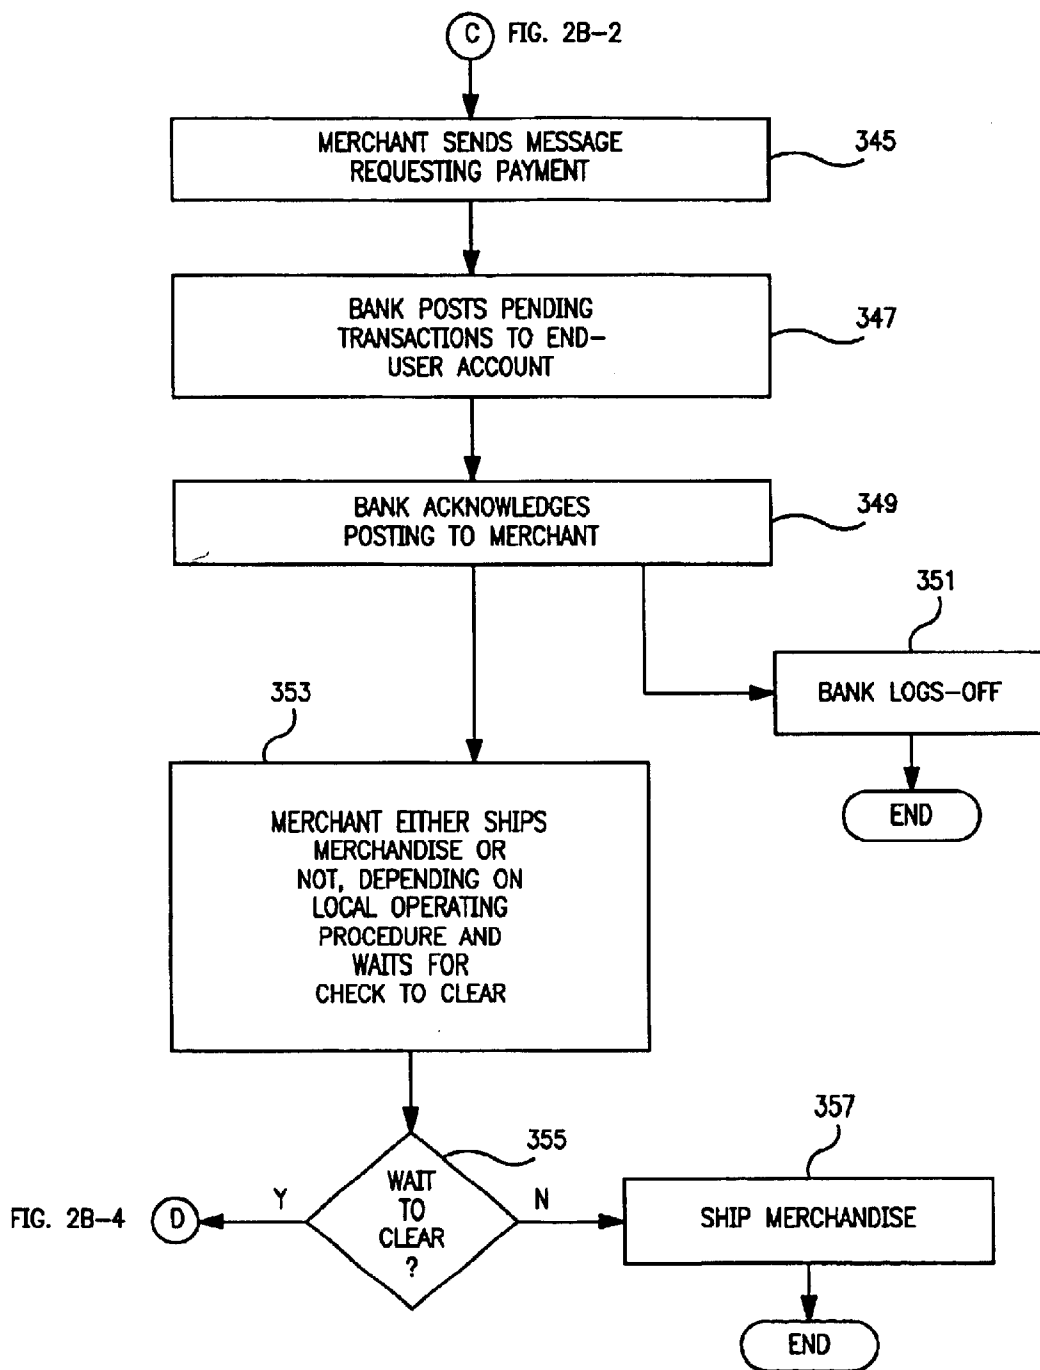 C FIG. 2B-2
MERCHANT SENDS MESSAGE
REQUESTING PAYMENT
345
BANK POSTS PENDING
TRANSACTIONS TO END-
USER ACCOUNT
347
BANK ACKNOWLEDGES
POSTING TO MERCHANT
349
351
BANK LOGS-OFF
END
353
MERCHANT EITHER SHIPS
MERCHANDISE OR
NOT, DEPENDING ON
LOCAL OPERATING
PROCEDURE AND
WAITS FOR
CHECK TO CLEAR
355
WAIT
TO
CLEAR
?
Y
FIG. 2B-4 D
N
357
SHIP MERCHANDISE
END